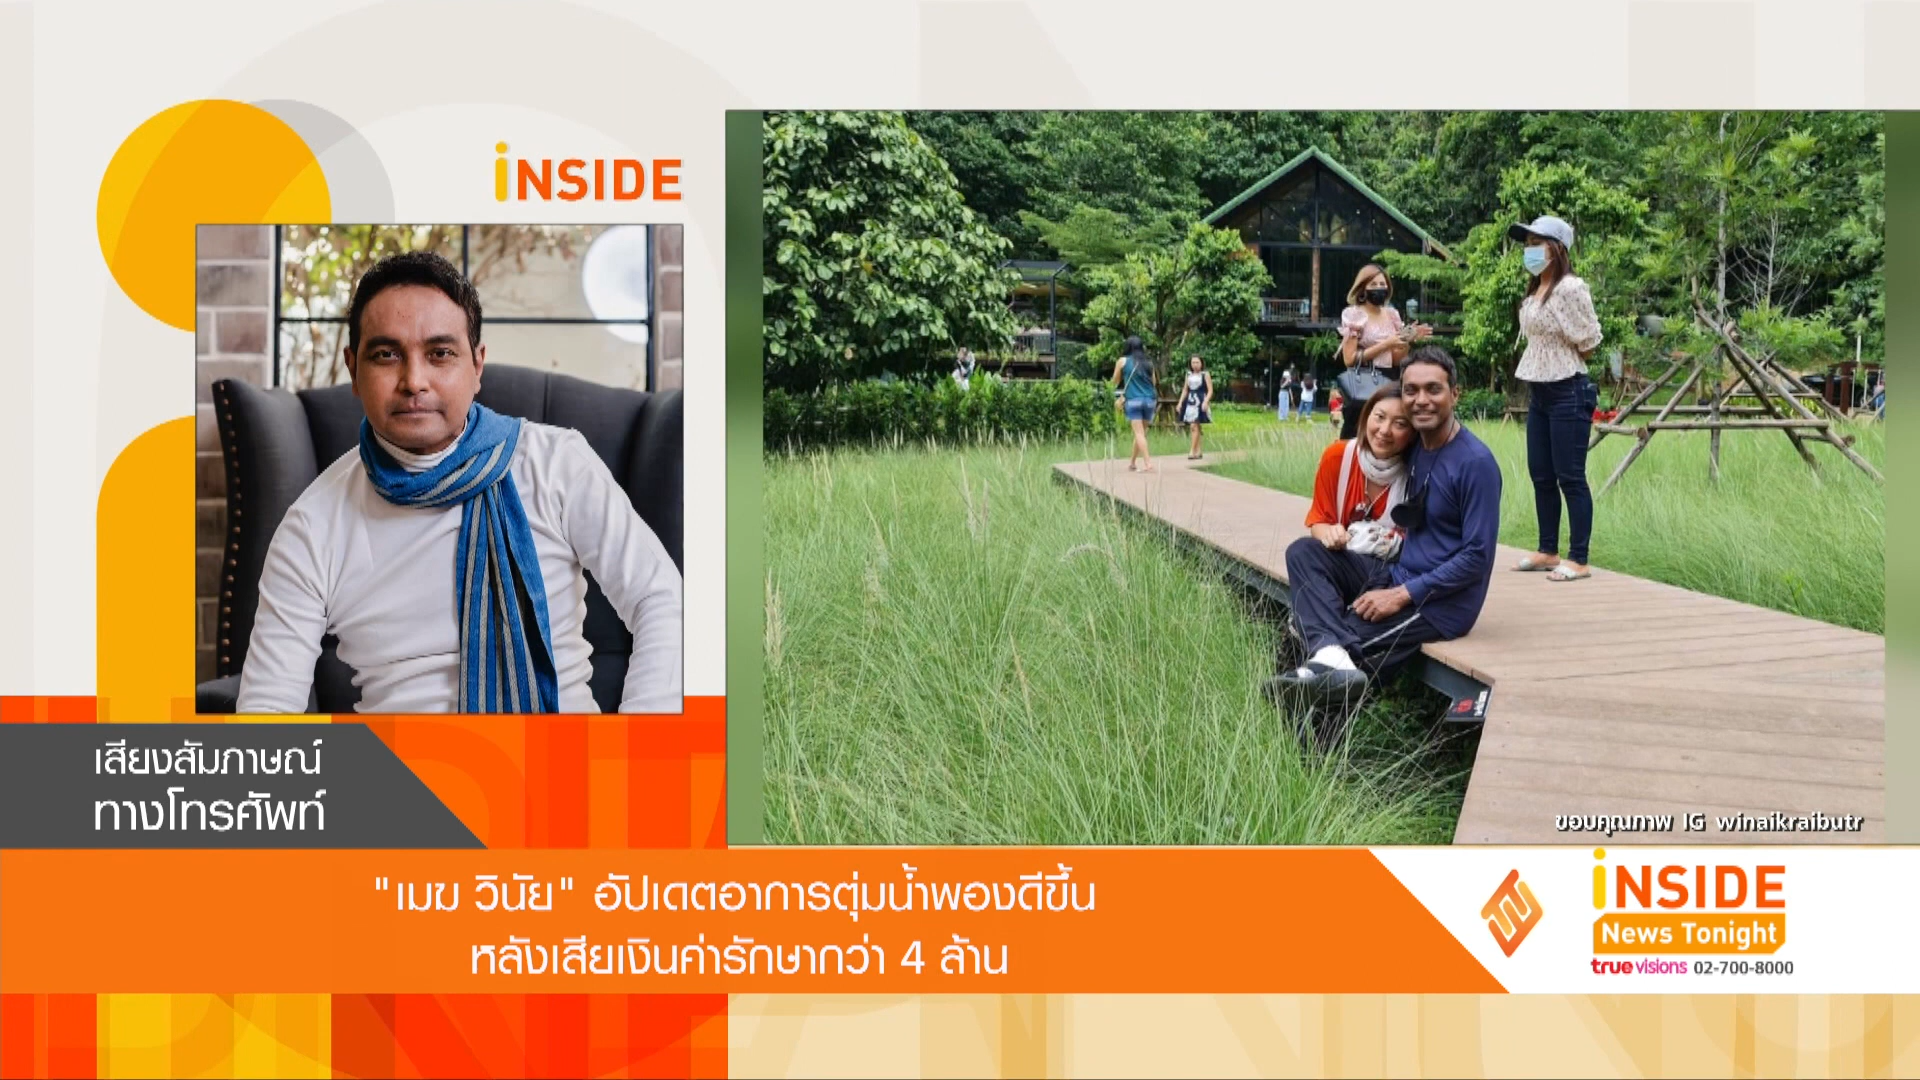 iNSIDE
เสียงสัมภาษณ์
ทางโทรศัพท์
ขอบคุณภาพ IG winaikraibutr
"เมฆ วินัย" อัปเดตอาการตุ่มน้ำพองดีขึ้น
หลังเสียเงินค่ารักษากว่า 4 ล้าน
iNSIDE
News Tonight
truevisions 02-700-8000